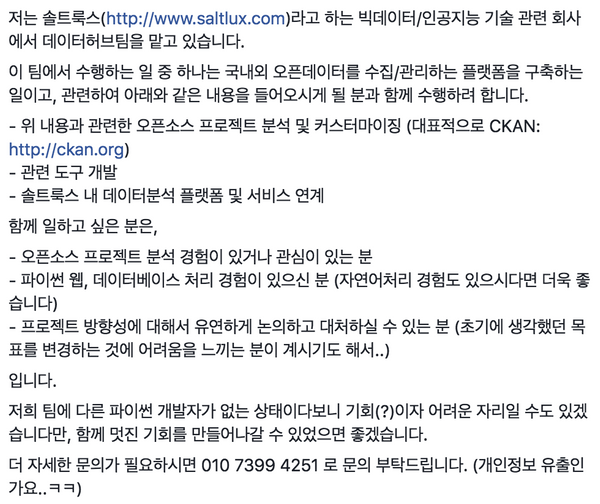 저는 솔트룩스(http://www.saltlux.com)라고 하는 빅데이터/인공지능 기술 관련 회사
에서 데이터허브팀을 맡고 있습니다.
이 팀에서 수행하는 일 중 하나는 국내외 오픈데이터를 수집/관리하는 플랫폼을 구축하는
일이고, 관련하여 아래와 같은 내용을 들어오시게 될 분과 함께 수행하려 합니다.
- 위 내용과 관련한 오픈소스 프로젝트 분석 및 커스터마이징 (대표적으로 CKAN:
http://ckan.org)
- 관련 도구 개발
- 솔트룩스 내 데이터분석 플랫폼 및 서비스 연계
함께 일하고 싶은 분은,
- 오픈소스 프로젝트 분석 경험이 있거나 관심이 있는 분
- 파이썬 웹, 데이터베이스 처리 경험이 있으신 분 (자연어처리 경험도 있으시다면 더욱 좋
습니다)
- 프로젝트 방향성에 대해서 유연하게 논의하고 대처하실 수 있는 분 (초기에 생각했던 목
표를 변경하는 것에 어려움을 느끼는 분이 계시기도 해서..)
입니다.
저희 팀에 다른 파이썬 개발자가 없는 상태이다보니 기회(?)이자 어려운 자리일 수도 있겠
습니다만, 함께 멋진 기회를 만들어나갈 수 있었으면 좋겠습니다.
더 자세한 문의가 필요하시면 010 7399 4251 로 문의 부탁드립니다. (개인정보 유출인
가요..ㅋㅋ)